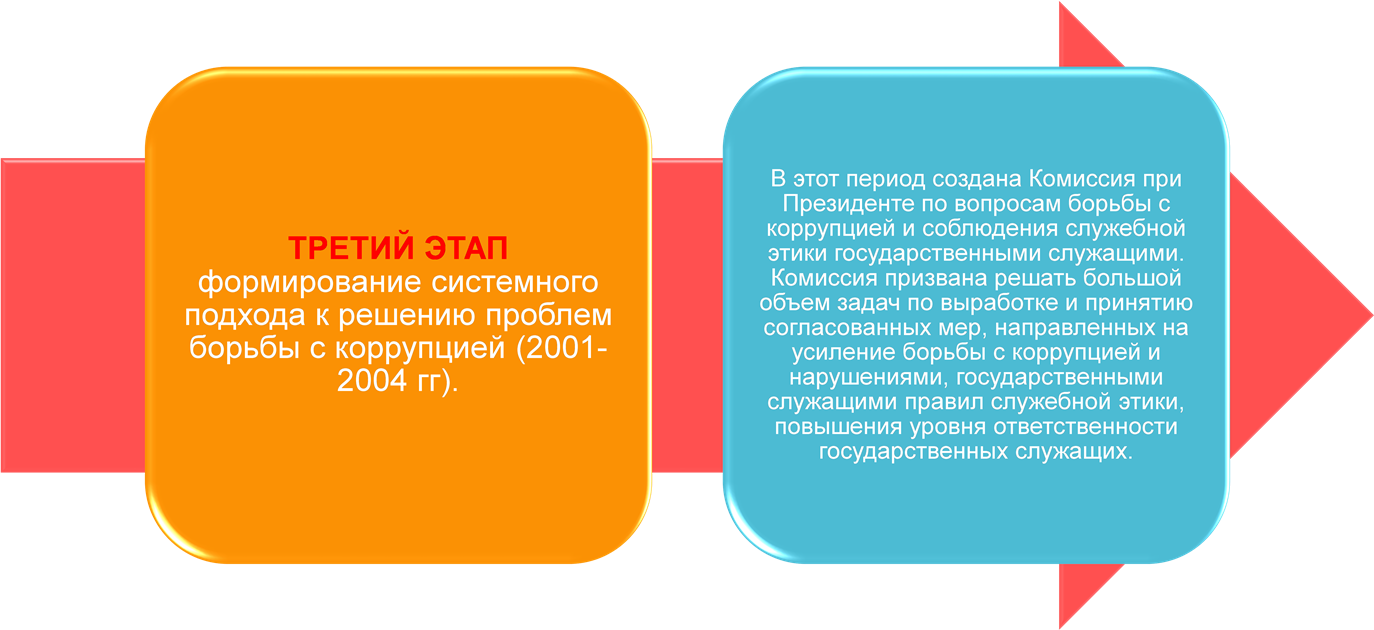 ТРЕТИЙ ЭТАП
формирование системного
подхода к решению проблем
борьбы с коррупцией (2001-
2004 гг).
В этот период создана Комиссия при
Президенте по вопросам борьбы с
коррупцией и соблюдения служебной
этики государственными служащими.
Комиссия призвана решать большой
объем задач по выработке и принятию
согласованных мер, направленных на
усиление борьбы с коррупцией и
нарушениями, государственными
служащими правил служебной этики,
повышения уровня ответственности
государственных служащих.